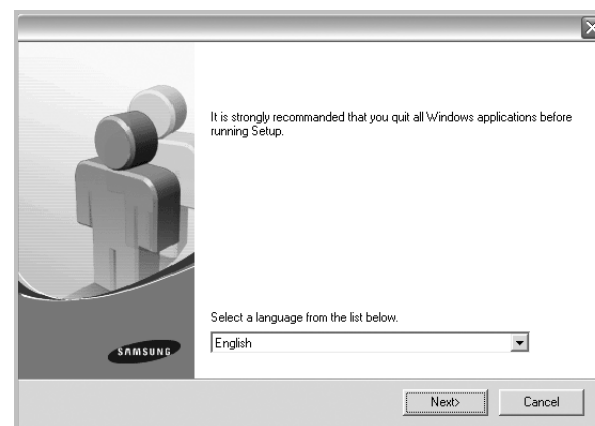 It is strongly recommanded that you quit all Windows applications before
running Setup.
Select a language from the list below.
English
SAMSUNG
Next>
Cancel